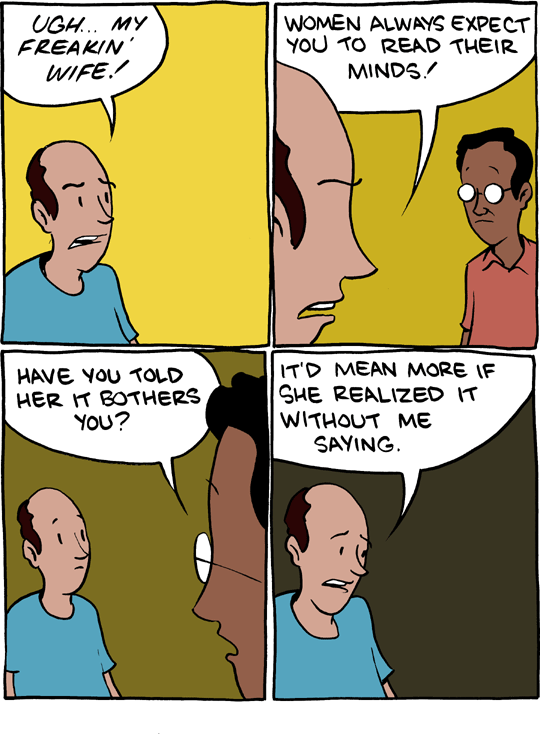 UGH... MY
FREAKIN'
WIFE!
WOMEN ALWAYS EXPECT
YOU TO READ THEIR
MINDS!
HAVE YOU TOLD
HER IT BOTHERS
YOU?
IT'D MEAN MORE IF
SHE REALIZED IT
WITHOUT ME
SAYING.